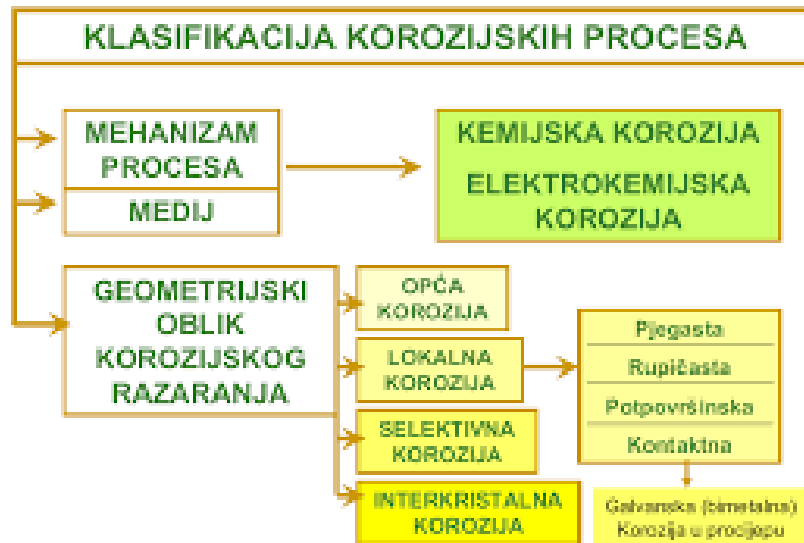 KLASIFIKACIJA KOROZIJSKIH PROCESA
MEHANIZAM
PROCESA
MEDIJ
KEMIJSKA KOROZIJA
ELEKTROKEMIJSKA
KOROZIJA
GEOMETRIJSKI
OBLIK
KOROZIJSKOG
RAZARANJA
OPĆA
KOROZIJA
LOKALNA
KOROZIJA
SELEKTIVNA
KOROZIJA
INTERKRISTALNA
KOROZIJA
Pjegasta
Rupičasta
Potpovršinska
Kontaktna
Galvanska (bimetalna)
Korozija u procijepu